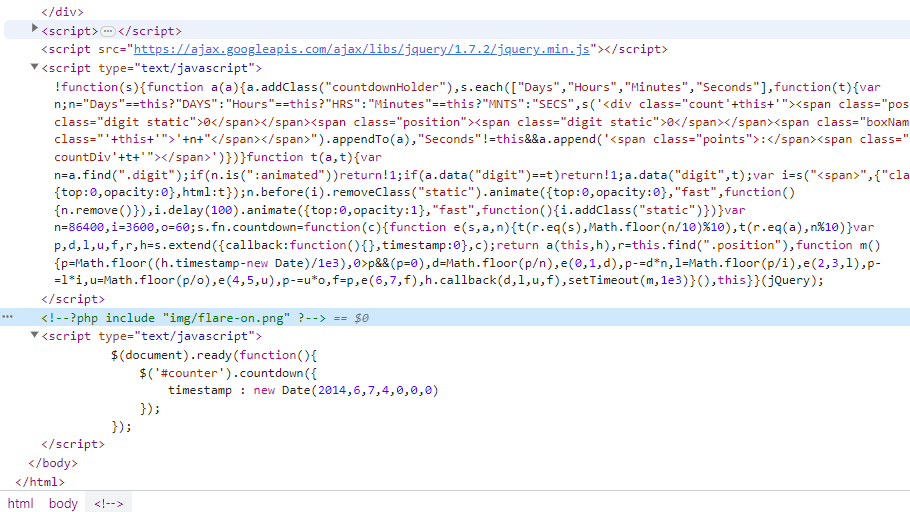 </div>
<script>…</script>
<script src="https://ajax.googleapis.com/ajax/libs/jquery/1.7.2/jquery.min.js"></script>
<script type="text/javascript">
!function(s){function a(a){a.addClass("countdownHolder"),s.each(["Days","Hours","Minutes","Seconds"],function(t){var
n;n="Days"==this?"DAYS":"Hours"==this?"HRS":"Minutes"==this?"MNTS":"SECS",s('<div class="count'+this+'"><span class="pos
class="digit static">0</span></span><span class="position"><span class="digit static">0</span></span><span class="boxNam
class="'+this+'">'+n+"</span></span>").appendTo(a),"Seconds"!=this&&a.append('<span class="points">:</span><span class="
countDiv'+t+'"></span>')})}function t(a,t){var
n=a.find(".digit");if(n.is(":animated"))return!1;if(a.data("digit")==t)return!1;a.data("digit",t);var i=s("<span>",{"cla
{top:0,opacity:0},html:t});n.before(i).removeClass("static").animate({top:0,opacity:0},"fast",function()
{n.remove()}),i.delay(100).animate({top:0,opacity:1},"fast",function(){i.addClass("static")})}var
n=86400,i=3600,o=60;s.fn.countdown=function(c){function e(s,a,n){t(r.eq(s),Math.floor(n/10)%10),t(r.eq(a),n%10)}var
p,d,l,u,f,r,h=s.extend({callback:function(){},timestamp:0},c);return a(this,h),r=this.find(".position"),function m()
{p=Math.floor((h.timestamp-new Date)/1e3),0>p&&(p=0),d=Math.floor(p/n),e(0,1,d),p-=d*n,l=Math.floor(p/i),e(2,3,l),p-
=l*i,u=Math.floor(p/o),e(4,5,u),p-=u*o,f=p,e(6,7,f),h.callback(d,l,u,f),setTimeout(m,1e3)}(),this}}(jQuery);
</script>
<!--?php include "img/flare-on.png" ?--> == $0
<script type="text/javascript">
$(document).ready(function(){
$('#counter').countdown({
timestamp : new Date(2014,6,7,4,0,0,0)
});
});
</script>
</body>
</html>
html body <!-->